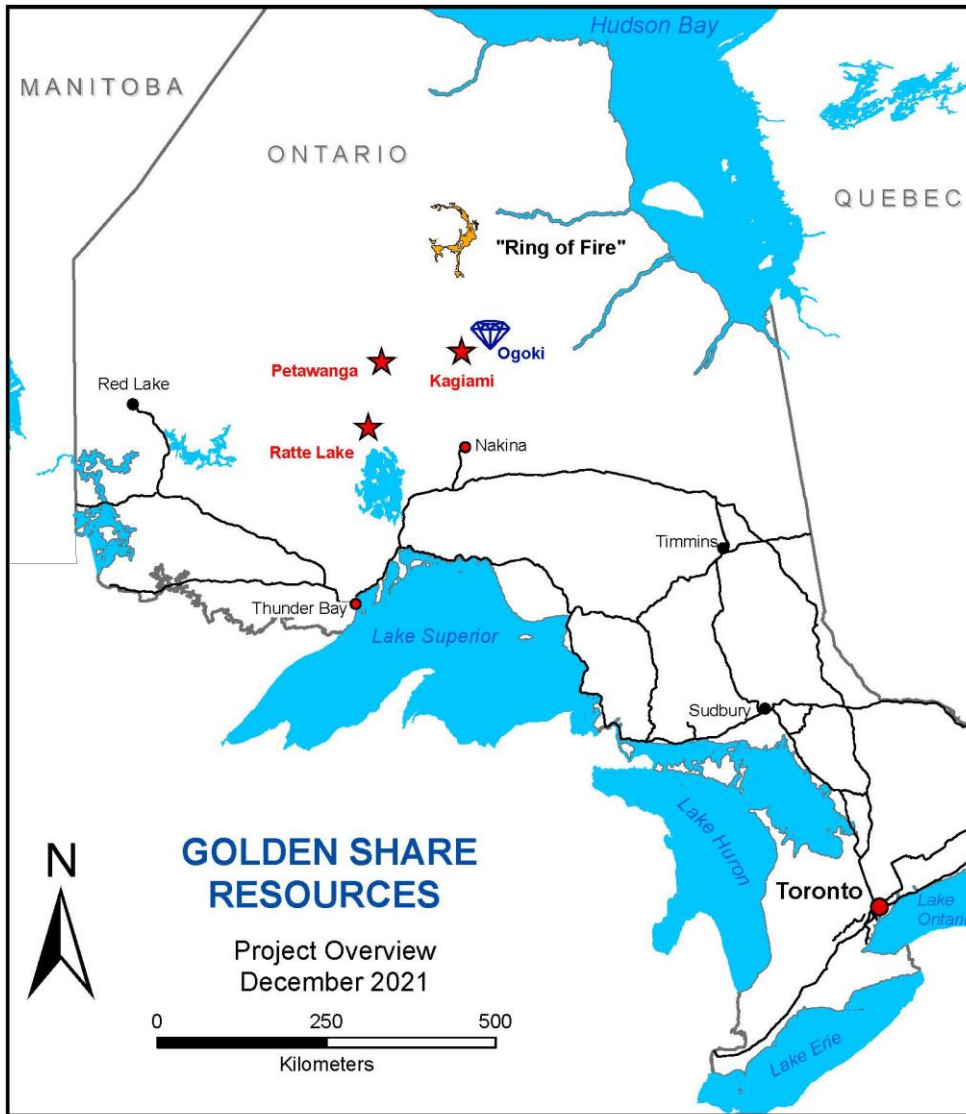 Hudson Bay
MANITOBA
ONTARIO
QUEBEC
"Ring of Fire"
Ogoki
Petawanga
Kagiami
Red Lake
Ratte Lake
Nakina
Timmins
Thunder Bay
Lake Superior
Sudbury
Lake Huron
Toronto
Lake
Ontario
Lake Erie
N
GOLDEN SHARE
RESOURCES
Project Overview
December 2021
0 250 500
Kilometers